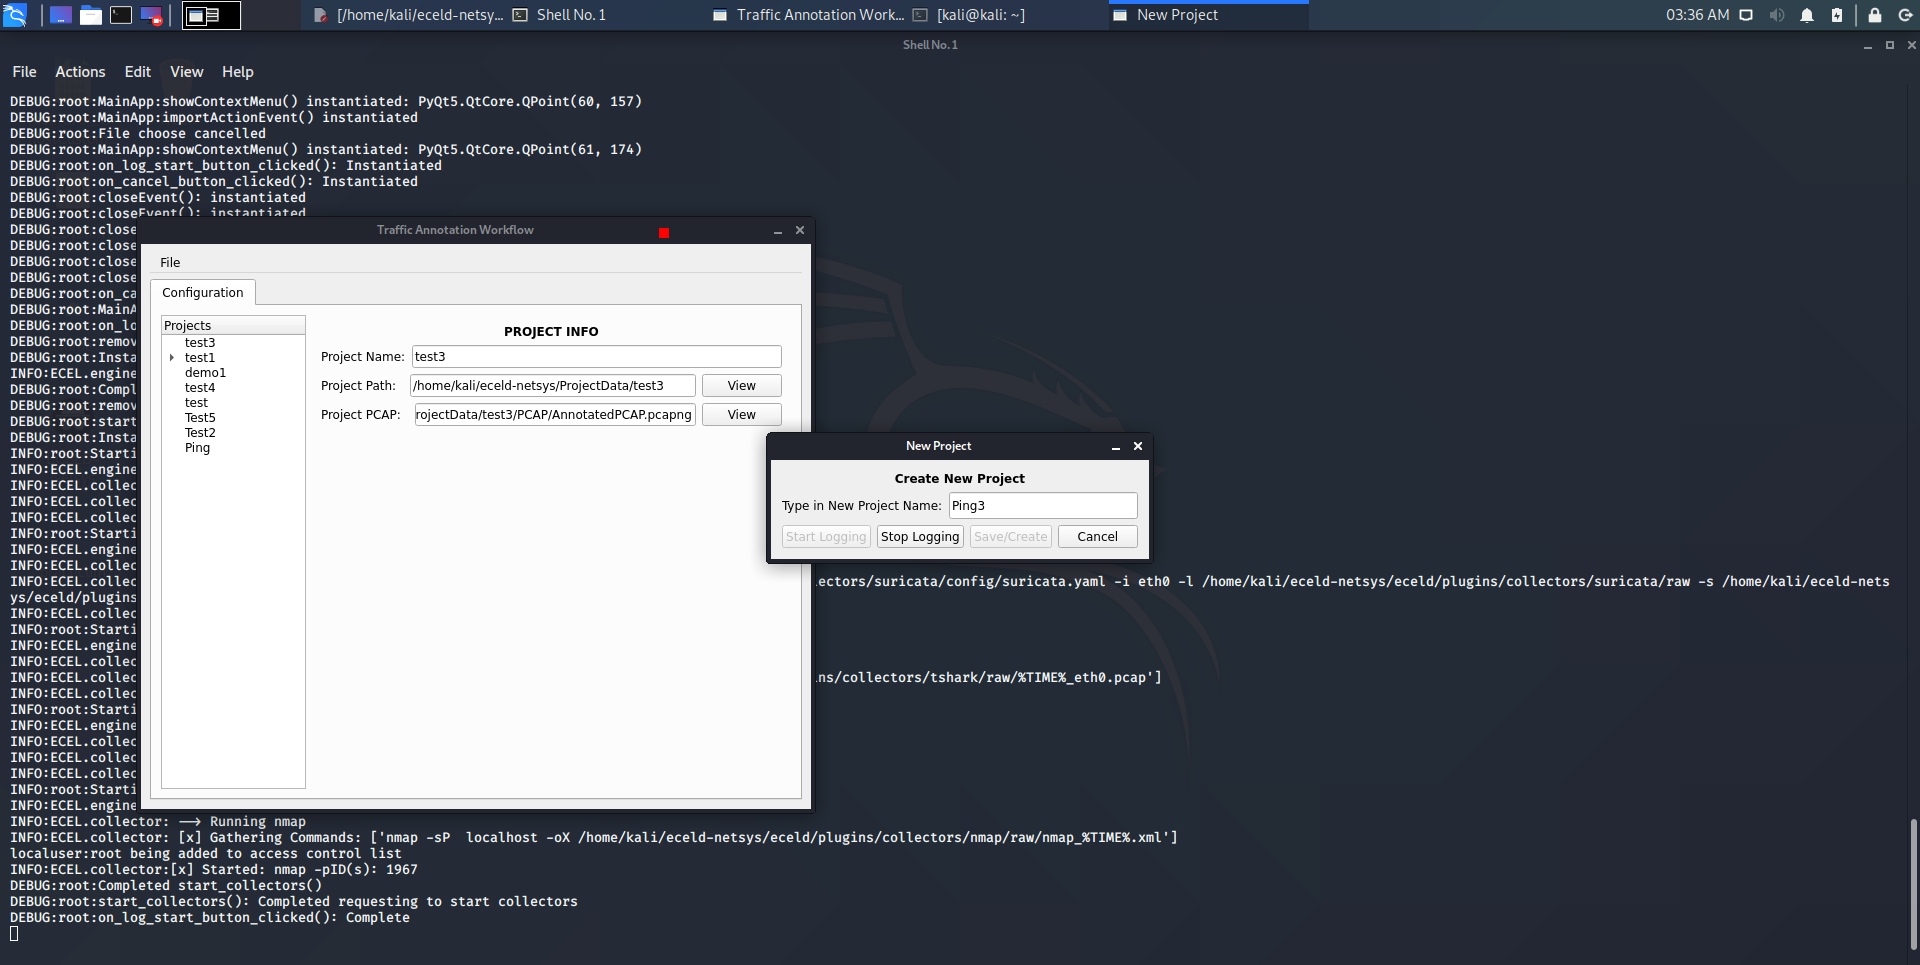 [/home/kali/eceld-netsy... Shell No. 1 Traffic Annotation Work... [kali@kali: ~] New Project 03:36 AM
Shell No. 1
File Actions Edit View Help
DEBUG:root:MainApp:showContextMenu() instantiated: PyQt5.QtCore.QPoint(60, 157)
DEBUG:root:MainApp:importActionEvent() instantiated
DEBUG:root:File choose cancelled
DEBUG:root:MainApp:showContextMenu() instantiated: PyQt5.QtCore.QPoint(61, 174)
DEBUG:root:on_log_start_button_clicked(): Instantiated
DEBUG:root:on_cancel_button_clicked(): Instantiated
DEBUG:root:closeEvent(): instantiated
DEBUG:root:closeEvent(): instantiated
DEBUG:root:close
DEBUG:root:close
DEBUG:root:close
DEBUG:root:close
DEBUG:root:on_ca
DEBUG:root:MainA
DEBUG:root:on_lo
DEBUG:root:remov
DEBUG:root:Insta
INFO:ECEL.engine
DEBUG:root:Compl
DEBUG:root:remov
DEBUG:root:start
DEBUG:root:Insta
INFO:root:Starti
INFO:ECEL.engine
INFO:ECEL.collec
INFO:ECEL.collec
INFO:ECEL.collec
INFO:root:Starti
INFO:ECEL.engine
INFO:ECEL.collec
INFO:ECEL.collec
lectors/suricata/config/suricata.yaml -i eth0 -l /home/kali/eceld-netsys/eceld/plugins/collectors/suricata/raw -s /home/kali/eceld-nets
ys/eceld/plugins
INFO:ECEL.collec
INFO:root:Starti
INFO:ECEL.engine
INFO:ECEL.collec
INFO:ECEL.collec
ins/collectors/tshark/raw/%TIME%_eth0.pcap']
INFO:ECEL.collec
INFO:root:Starti
INFO:ECEL.engine
INFO:ECEL.collec
INFO:ECEL.collec
INFO:ECEL.collec
INFO:root:Starti
INFO:ECEL.engine
INFO:ECEL.collector: ⟶ Running nmap
INFO:ECEL.collector: [x] Gathering Commands: ['nmap -sP  localhost -oX /home/kali/eceld-netsys/eceld/plugins/collectors/nmap/raw/nmap_%TIME%.xml']
localuser:root being added to access control list
INFO:ECEL.collector:[x] Started: nmap -pID(s): 1967
DEBUG:root:Completed start_collectors()
DEBUG:root:start_collectors(): Completed requesting to start collectors
DEBUG:root:on_log_start_button_clicked(): Complete
Traffic Annotation Workflow
File
Configuration
Projects
test3
test1
demo1
test4
test
Test5
Test2
Ping
PROJECT INFO
Project Name: test3
Project Path: /home/kali/eceld-netsys/ProjectData/test3 View
Project PCAP: rojectData/test3/PCAP/AnnotatedPCAP.pcapng View
New Project
Create New Project
Type in New Project Name: Ping3
Start Logging Stop Logging Save/Create Cancel